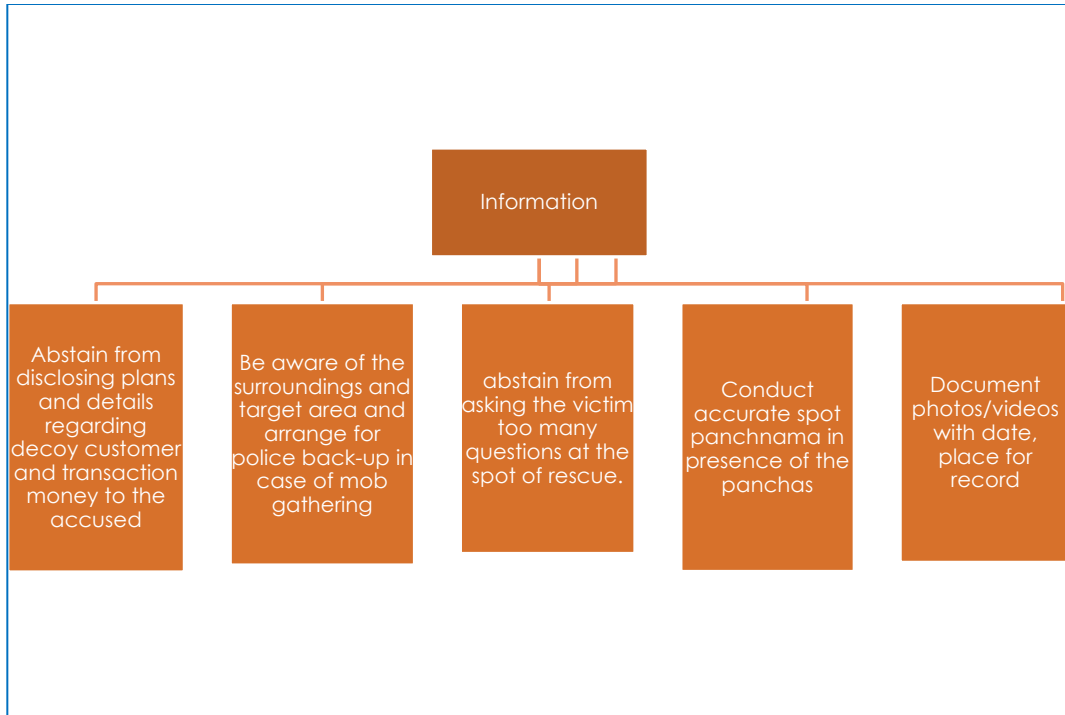 Information
Abstain from
disclosing plans
and details
regarding
decoy customer
and transaction
money to the
accused
Be aware of the
surroundings and
target area and
arrange for
police back-up in
case of mob
gathering
abstain from
asking the victim
too many
questions at the
spot of rescue.
Conduct
accurate spot
panchnama in
presence of the
panchas
Document
photos/videos
with date,
place for
record